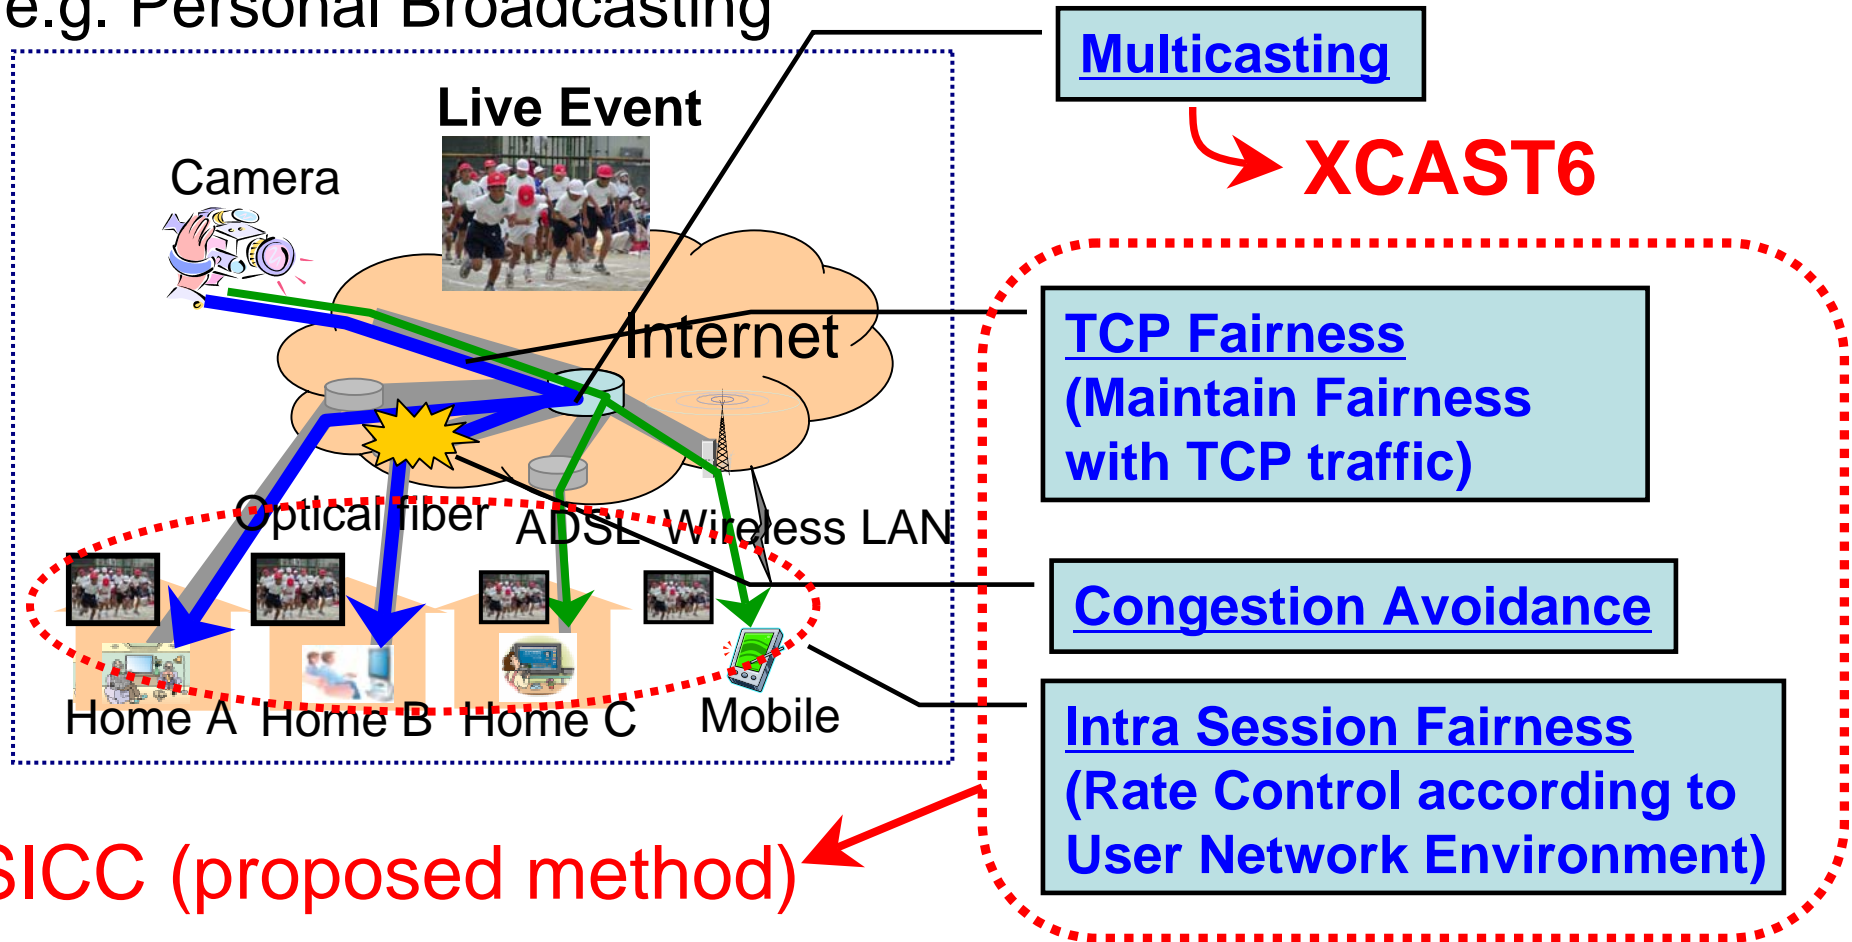 e.g. Personal Broadcasting
Live Event
Camera
Internet
Optical fiber
ADSL
Wireless LAN
Home A
Home B
Home C
Mobile
Multicasting
XCAST6
TCP Fairness
(Maintain Fairness
with TCP traffic)
Congestion Avoidance
Intra Session Fairness
(Rate Control according to
User Network Environment)
SICC (proposed method)